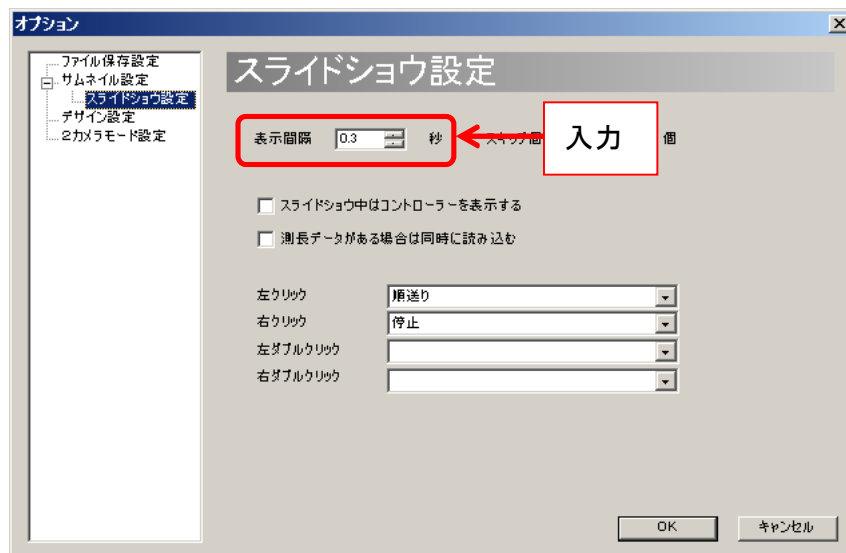 オプション
ファイル保存設定
サムネイル設定
スライドショウ設定
デザイン設定
2カメラモード設定
スライドショウ設定
表示間隔 0.3 秒 個
入力
スライドショウ中はコントローラーを表示する
測長データがある場合は同時に読み込む
左クリック 順送り
右クリック 停止
左ダブルクリック
右ダブルクリック
OK キャンセル